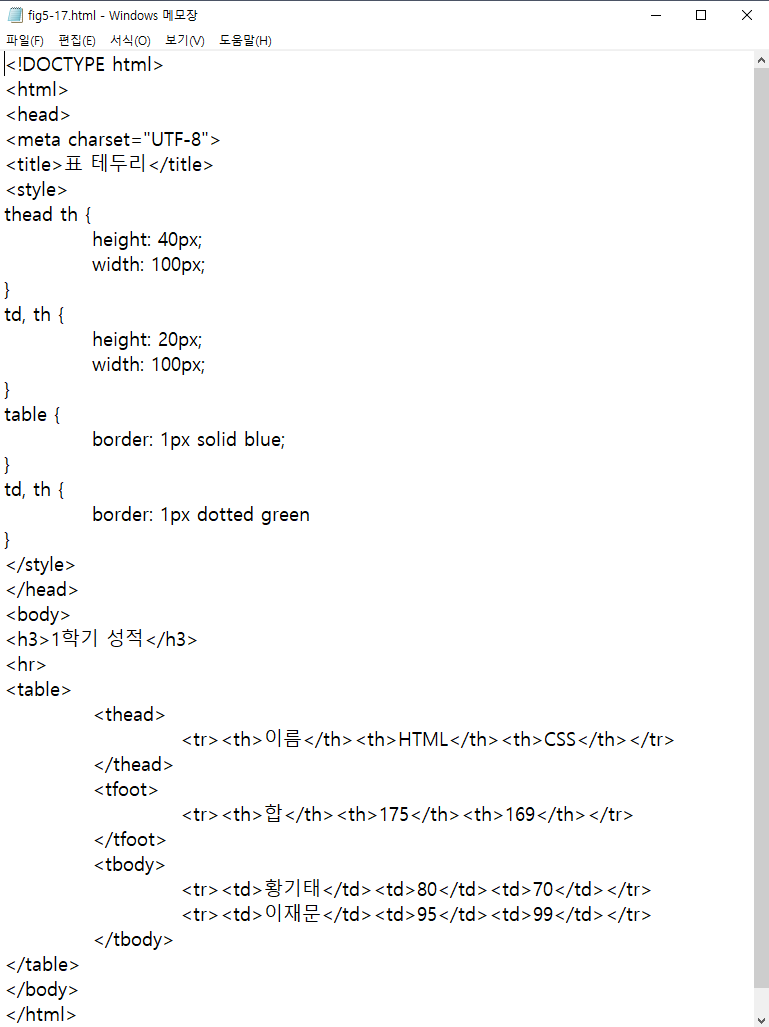 fig5-17.html - Windows 메모장
파일(F) 편집(E) 서식(O) 보기(V) 도움말(H)
<!DOCTYPE html>
<html>
<head>
<meta charset="UTF-8">
<title>표 테두리</title>
<style>
thead th {
height: 40px;
width: 100px;
}
td, th {
height: 20px;
width: 100px;
}
table {
border: 1px solid blue;
}
td, th {
border: 1px dotted green
}
</style>
</head>
<body>
<h3>1학기 성적</h3>
<hr>
<table>
<thead>
<tr><th>이름</th><th>HTML</th><th>CSS</th></tr>
</thead>
<tfoot>
<tr><th>합</th><th>175</th><th>169</th></tr>
</tfoot>
<tbody>
<tr><td>황기태</td><td>80</td><td>70</td></tr>
<tr><td>이재문</td><td>95</td><td>99</td></tr>
</tbody>
</table>
</body>
</html>